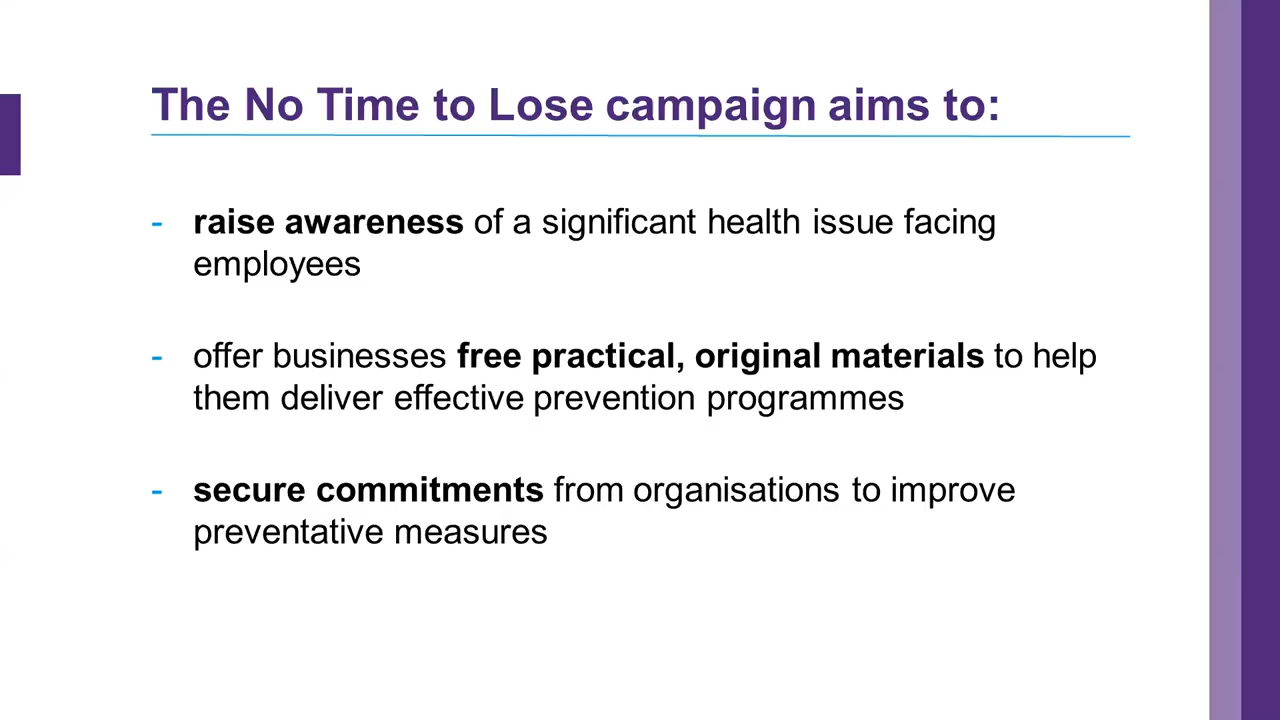 The No Time to Lose campaign aims to:
- raise awareness of a significant health issue facing
employees
- offer businesses free practical, original materials to help
them deliver effective prevention programmes
- secure commitments from organisations to improve
preventative measures